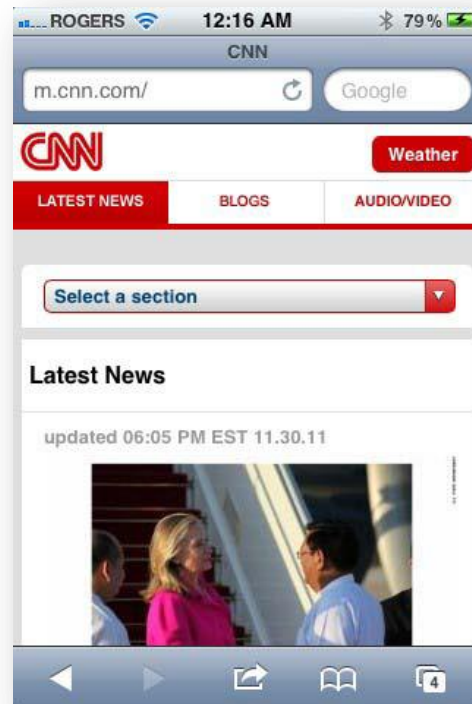 ROGERS 12:16 AM 79%
CNN
m.cnn.com/ Google
CNN Weather
LATEST NEWS BLOGS AUDIO/VIDEO
Select a section
Latest News
updated 06:05 PM EST 11.30.11
4